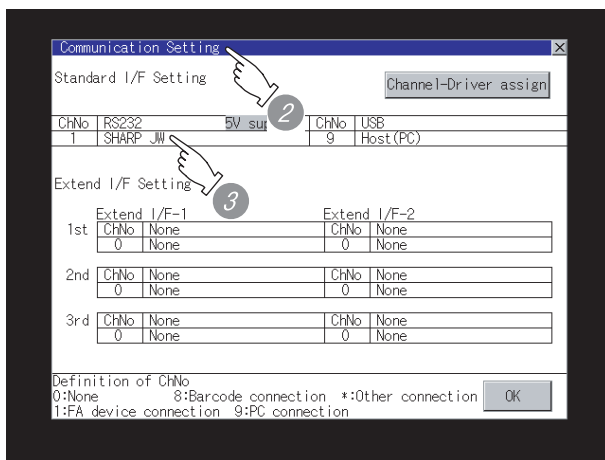 Communication Setting
Standard I/F Setting
Channel-Driver assign
ChNo RS232 5V ChNo USB
1 SHARP JW 9 Host(PC)
2
Extend I/F Setting
3
Extend I/F-1 Extend I/F-2
1st ChNo None ChNo None
0 None 0 None
2nd ChNo None ChNo None
0 None 0 None
3rd ChNo None ChNo None
0 None 0 None
Definition of ChNo
0:None 8:Barcode connection *:Other connection OK
1:FA device connection 9:PC connection